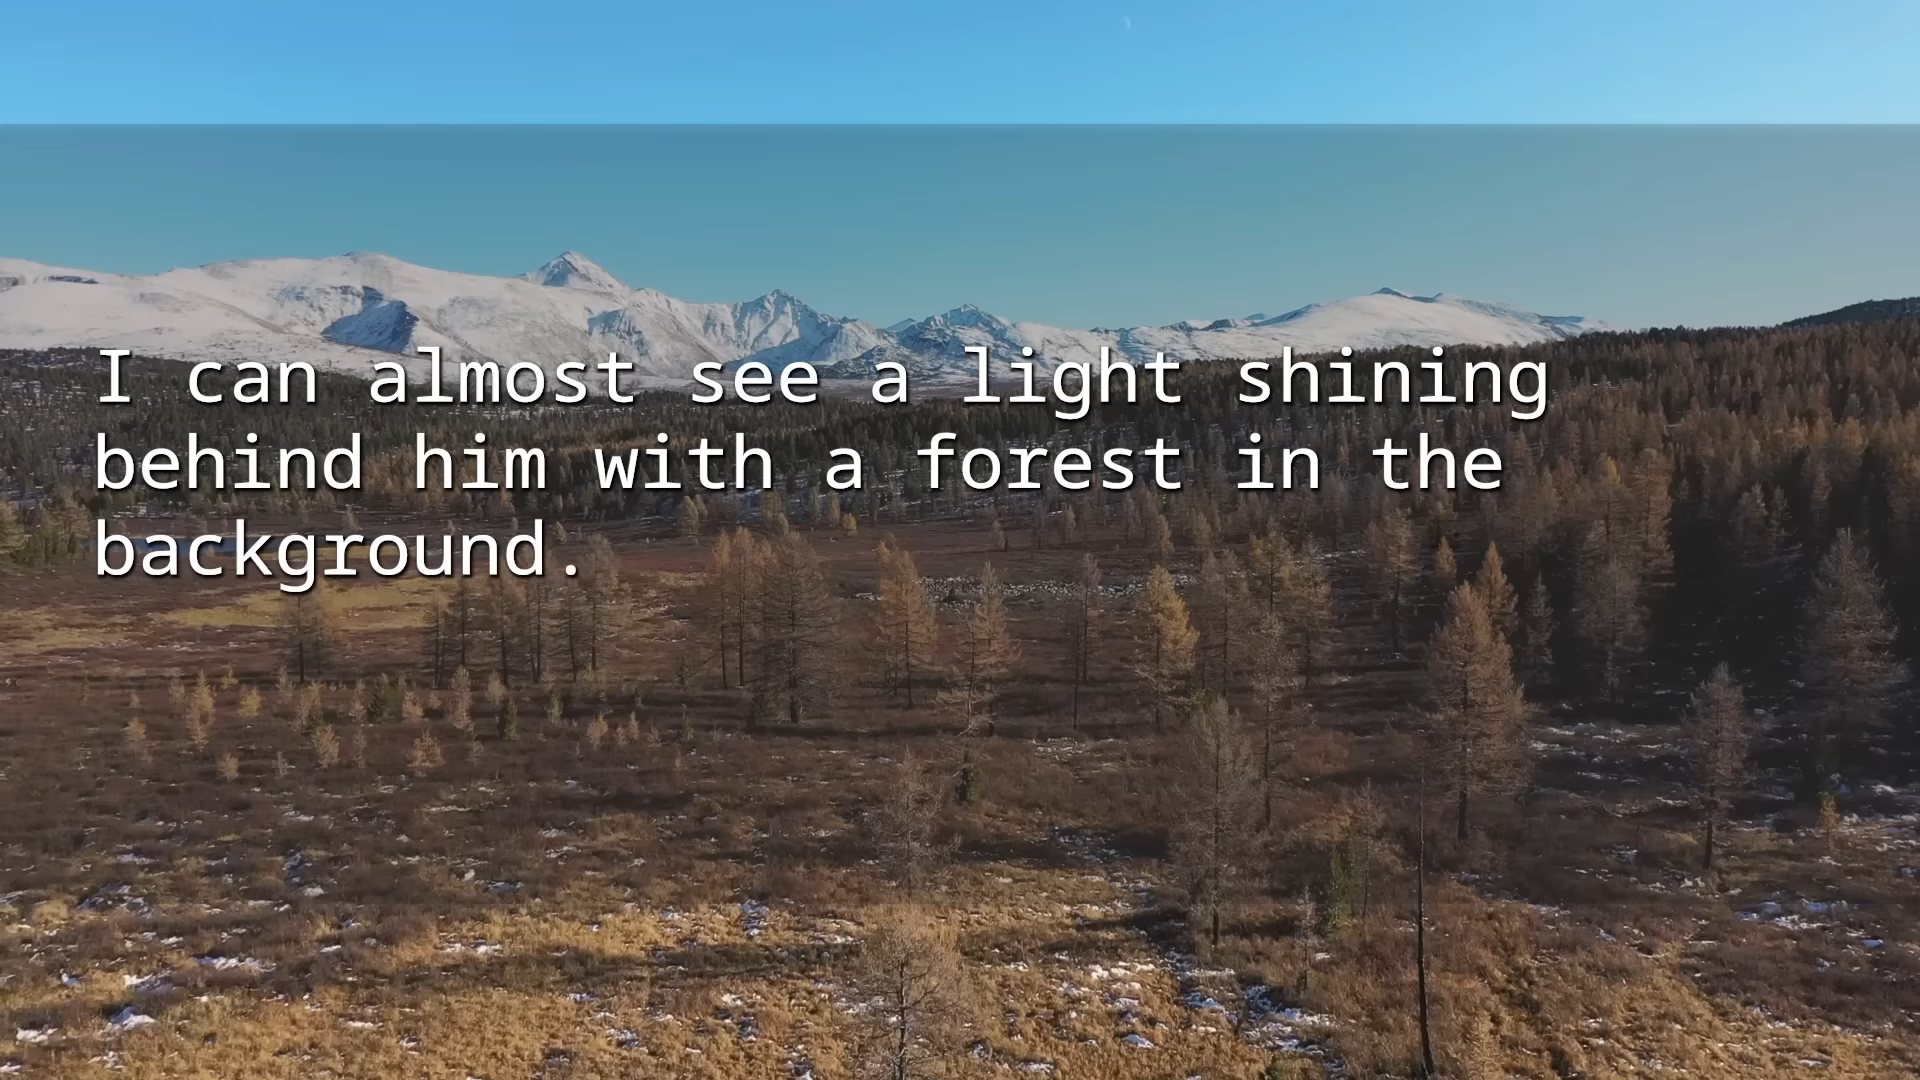 I can almost see a light shining
behind him with a forest in the
background.